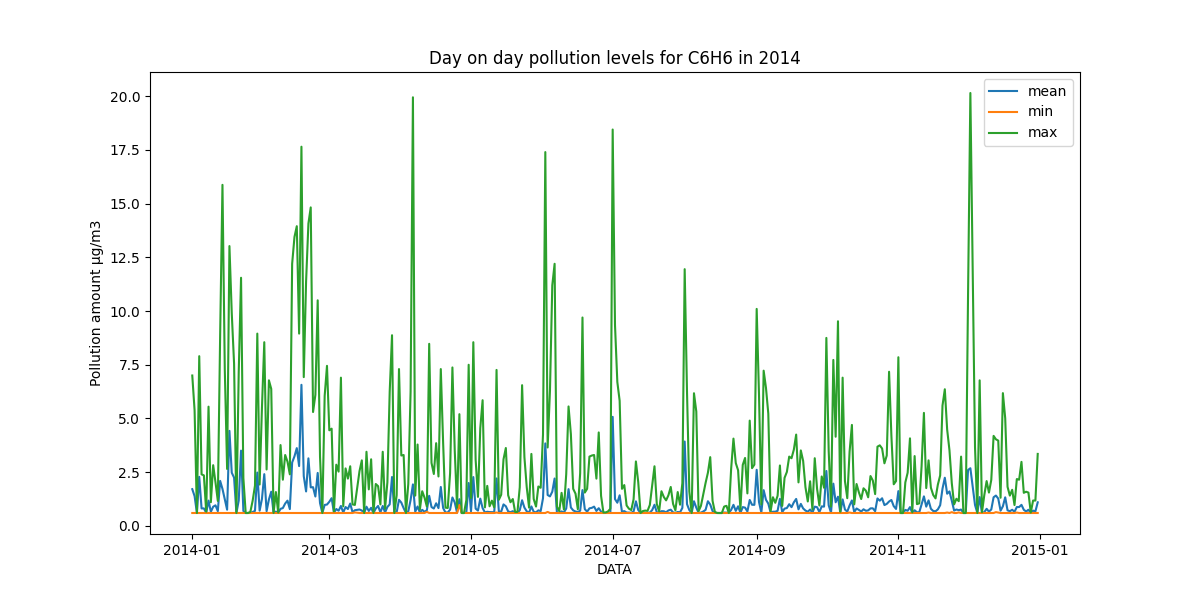 Day on day pollution levels for C6H6 in 2014
mean
min
max
20.0
17.5
15.0
12.5
10.0
7.5
5.0
2.5
0.0
Pollution amount µg/m3
2014-01 2014-03 2014-05 2014-07 2014-09 2014-11 2015-01
DATA